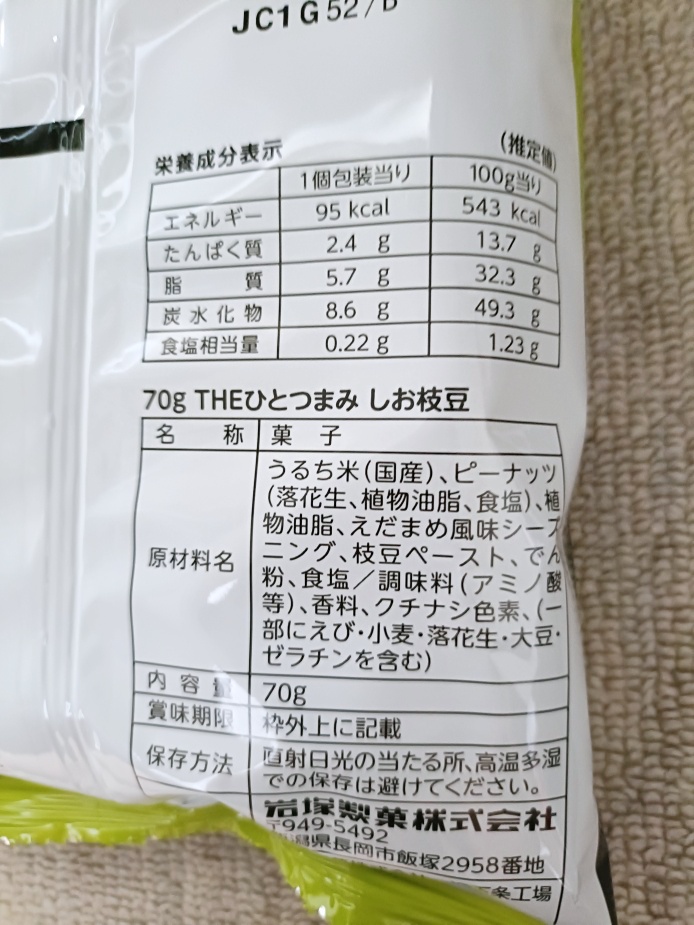 JC1G52/B
栄養成分表示
(推定値)
1個包装当り 100g当り
エネルギー 95 kcal 543 kcal
たんぱく質 2.4 g 13.7 g
脂質 5.7 g 32.3 g
炭水化物 8.6 g 49.3 g
食塩相当量 0.22 g 1.23 g
70g THEひとつまみ しお枝豆
名称 菓子
原材料名
うるち米(国産)、ピーナッツ
(落花生、植物油脂、食塩)、植
物油脂、えだまめ風味シーズ
ニング、枝豆ペースト、でん
粉、食塩/調味料(アミノ酸
等)、香料、クチナシ色素、(一
部にえび・小麦・落花生・大豆・
ゼラチンを含む)
内容量 70g
賞味期限 枠外上に記載
保存方法 直射日光の当たる所、高温多湿
での保存は避けてください。
岩塚製菓株式会社
〒949-5492
潟県長岡市飯塚2958番地
条工場